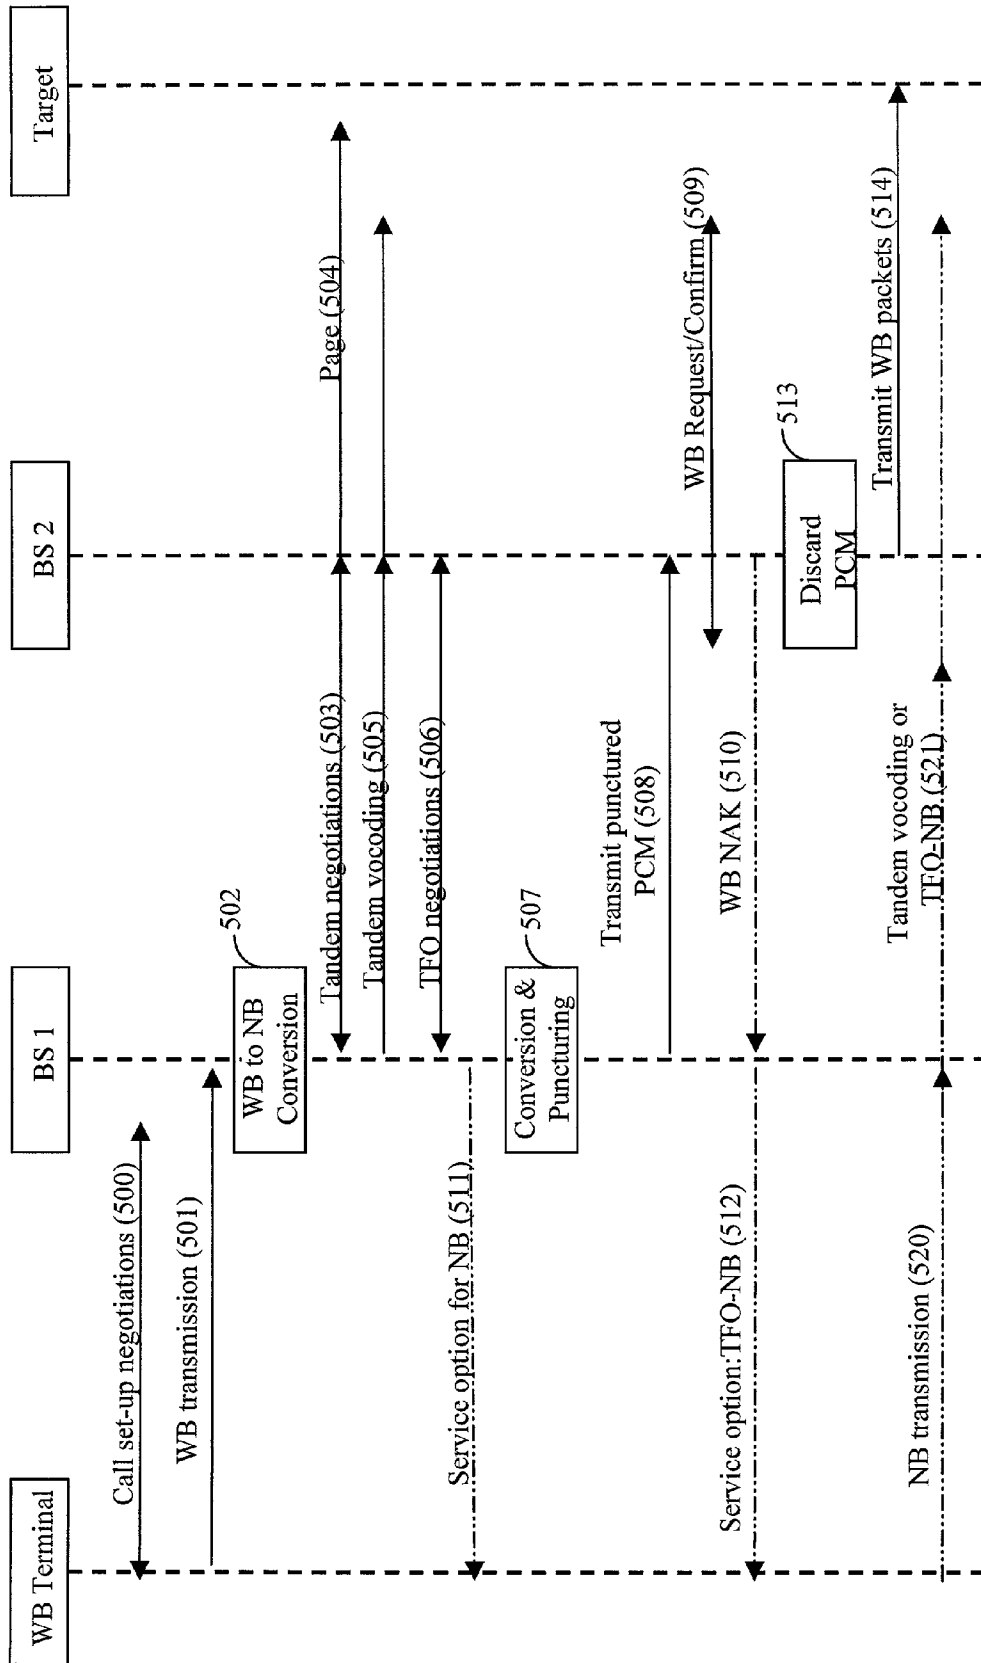 WB Terminal
BS 1
BS 2
Target
Call set-up negotiations (500)
WB transmission (501)
502
WB to NB
Conversion
Tandem negotiations (503)
Page (504)
Tandem vocoding (505)
TFO negotiations (506)
Service option for NB (511)
507
Conversion &
Puncturing
Transmit punctured
PCM (508)
WB Request/Confirm (509)
WB NAK (510)
Service option:TFO-NB (512)
513
Discard
PCM
Transmit WB packets (514)
NB transmission (520)
Tandem vocoding or
TFO-NB (521)